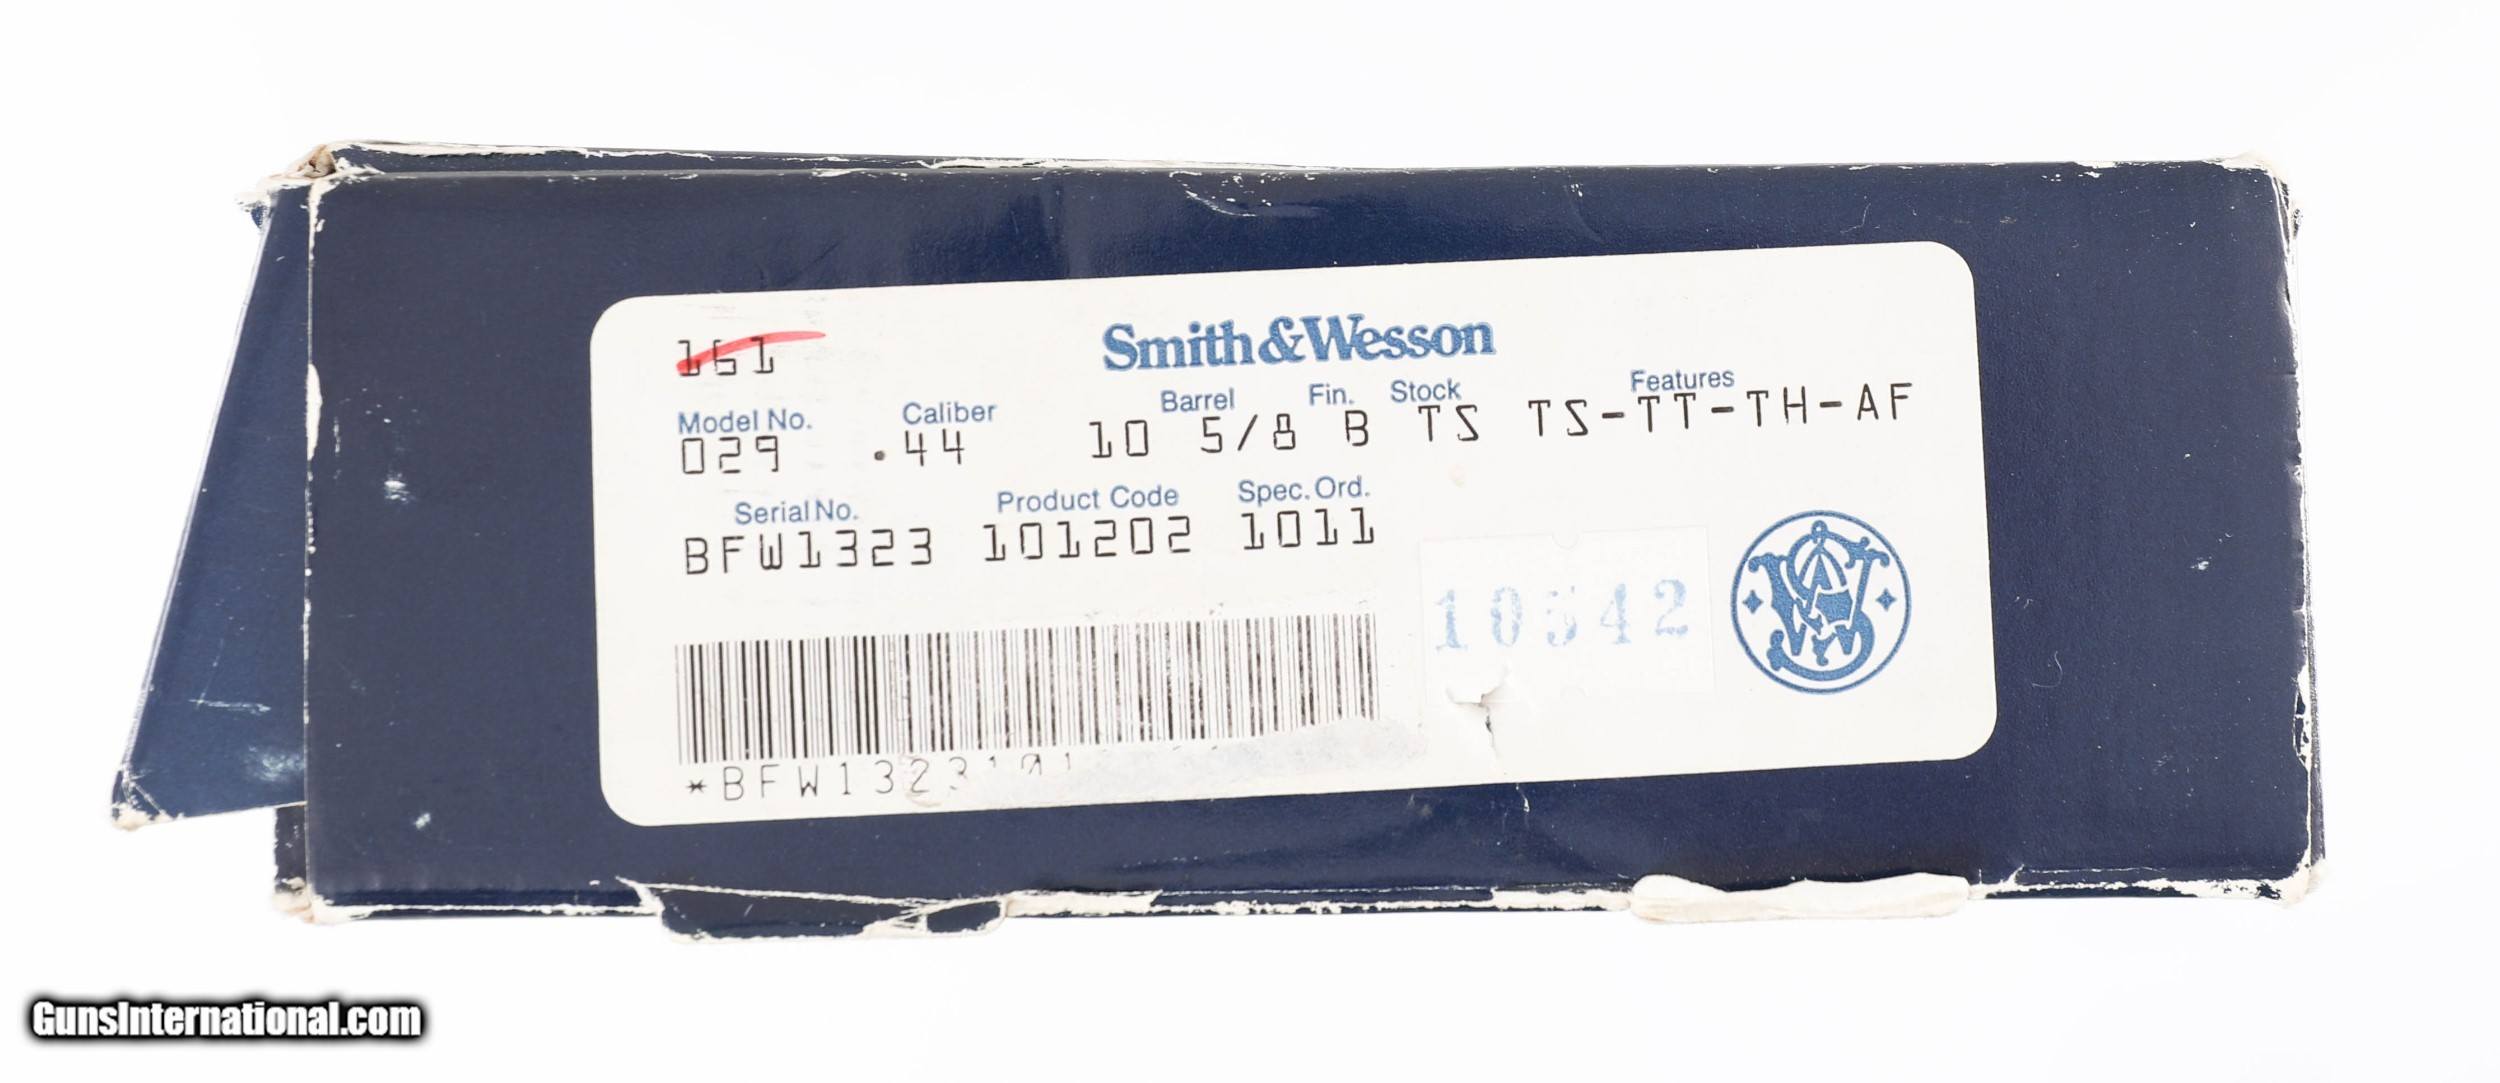 161
Smith & Wesson
Model No. Caliber Barrel Fin. Stock Features
029 .44 10 5/8 B TS TS-TT-TH-AF
Serial No. Product Code Spec. Ord.
BFW1323 101202 1011
10542
*BFW1323101
GunsInternational.com